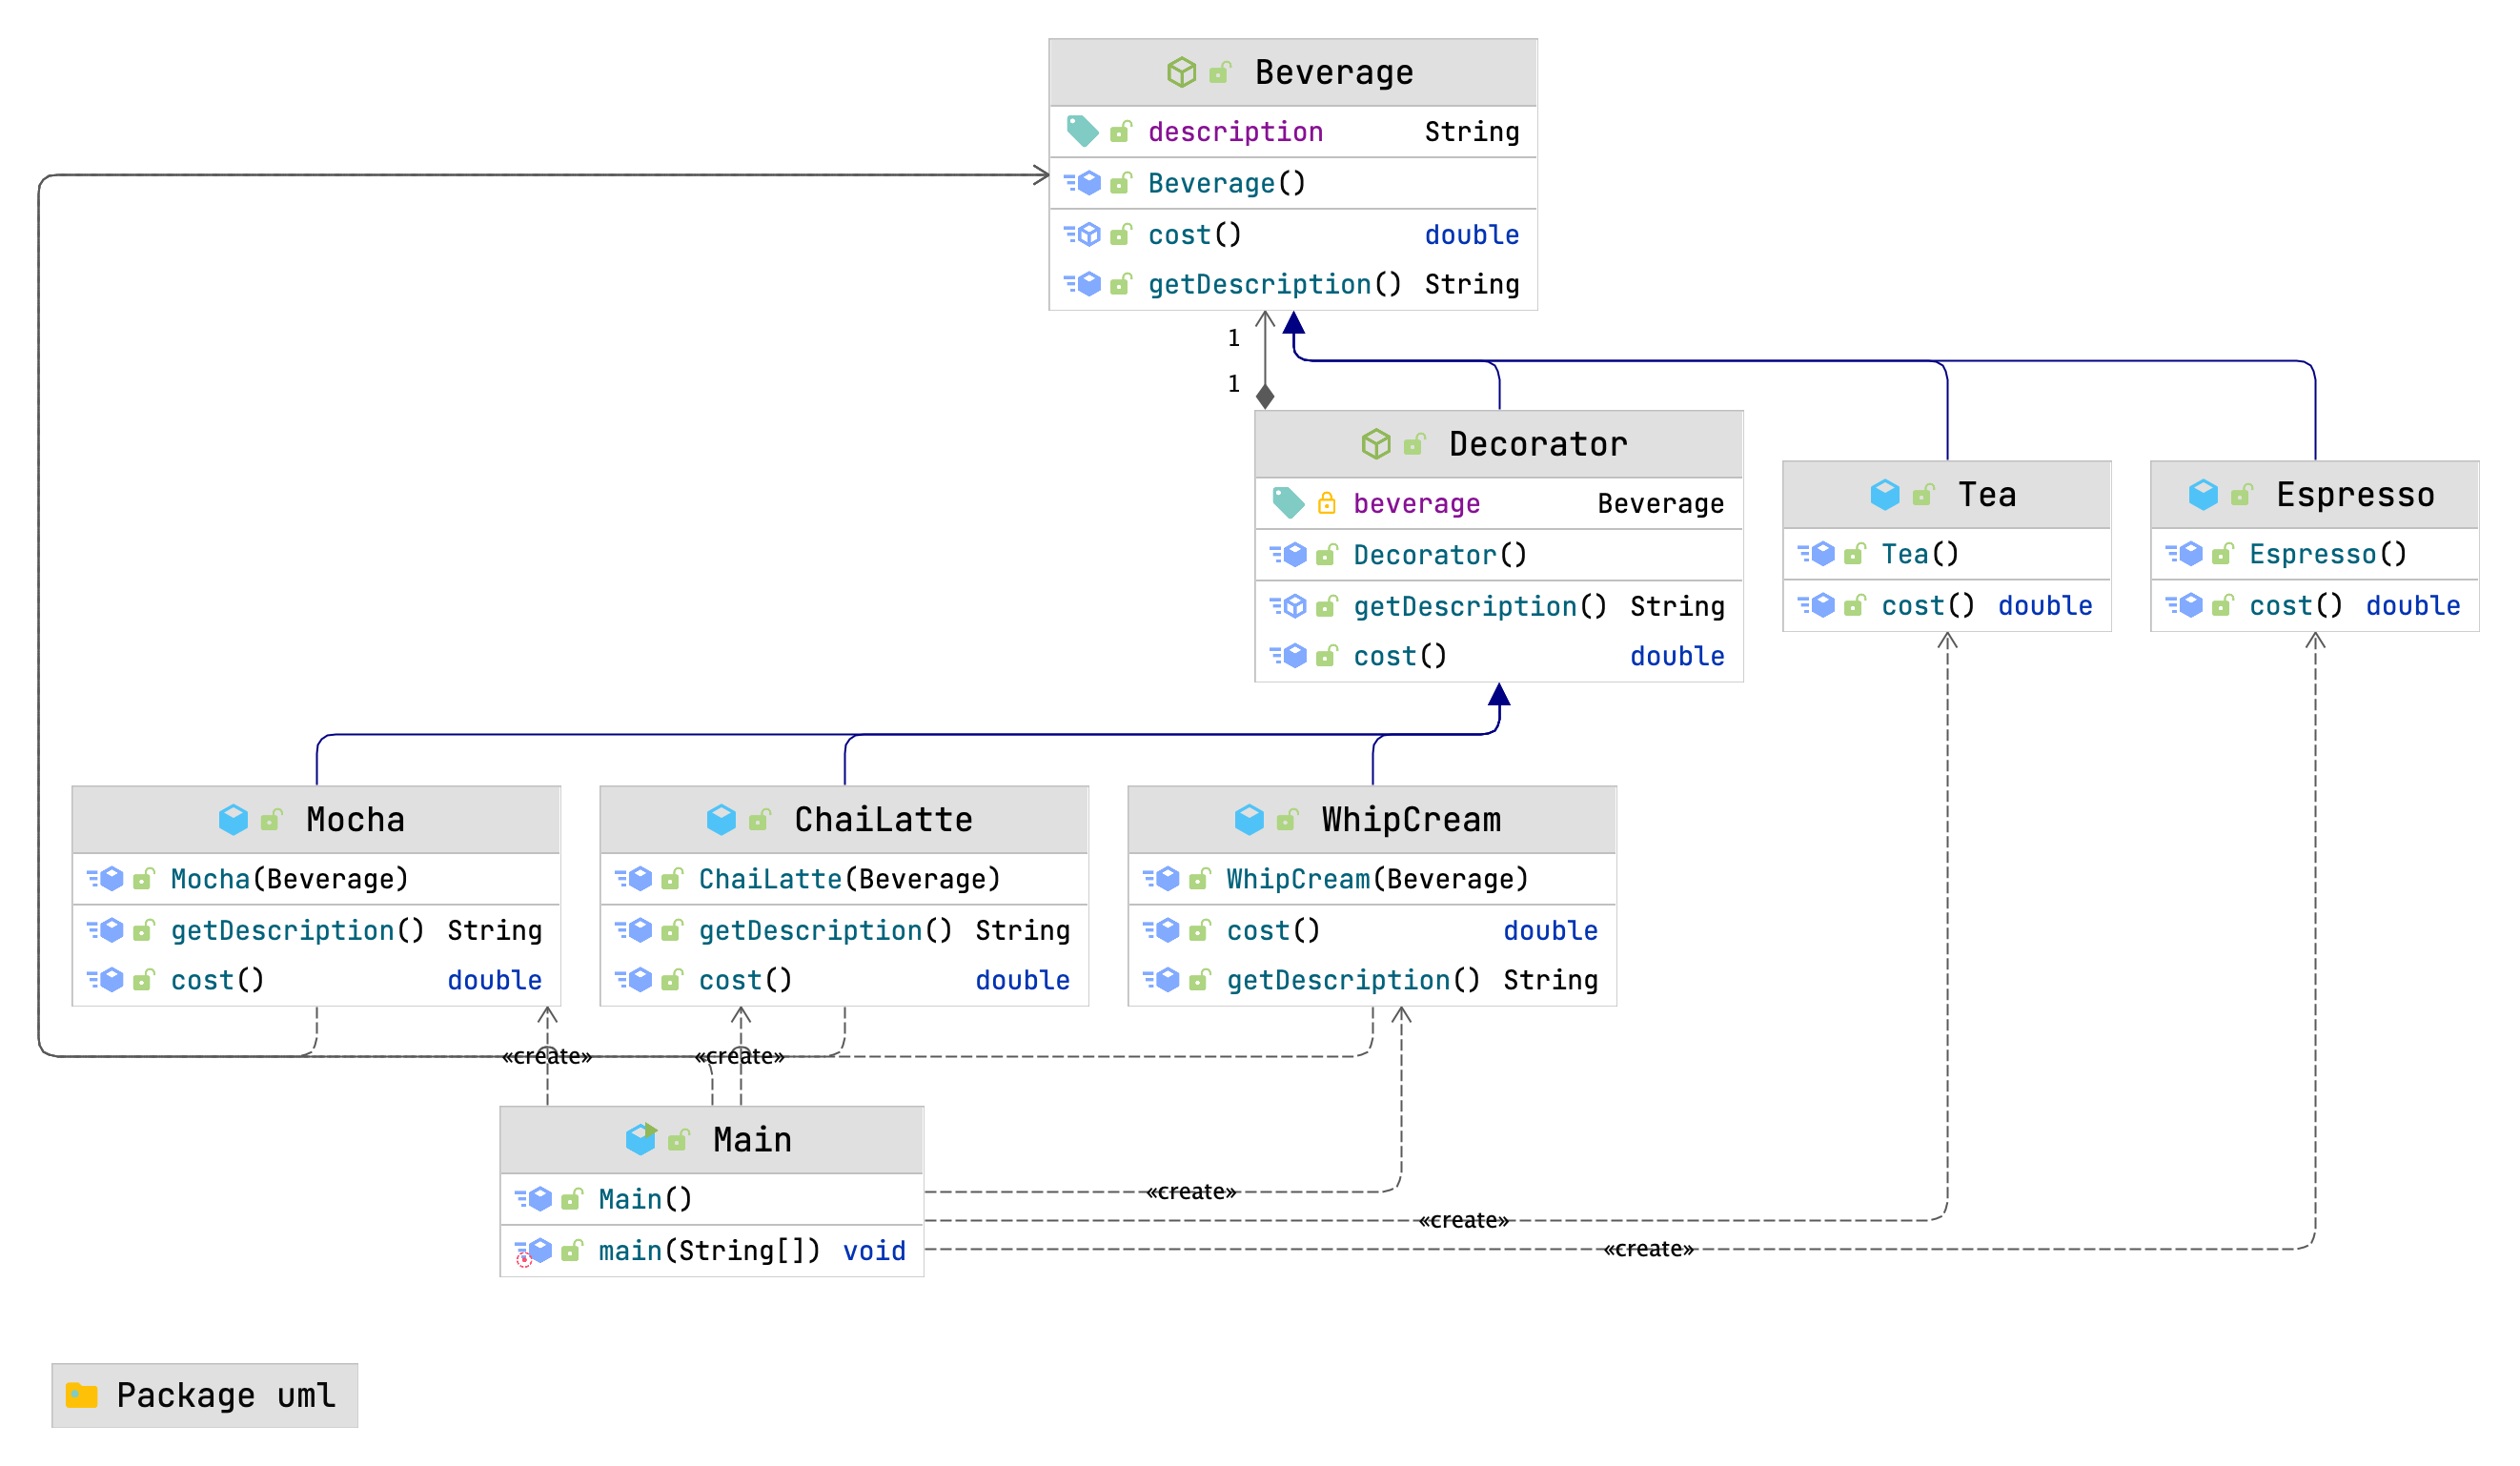 Beverage
description String
Beverage()
cost() double
getDescription() String
1
1
Decorator
beverage Beverage
Decorator()
getDescription() String
cost() double
Tea
Tea()
cost() double
Espresso
Espresso()
cost() double
Mocha
Mocha(Beverage)
getDescription() String
cost() double
ChaiLatte
ChaiLatte(Beverage)
getDescription() String
cost() double
WhipCream
WhipCream(Beverage)
cost() double
getDescription() String
«create»
«create»
Main
Main()
main(String[]) void
«create»
«create»
«create»
Package uml